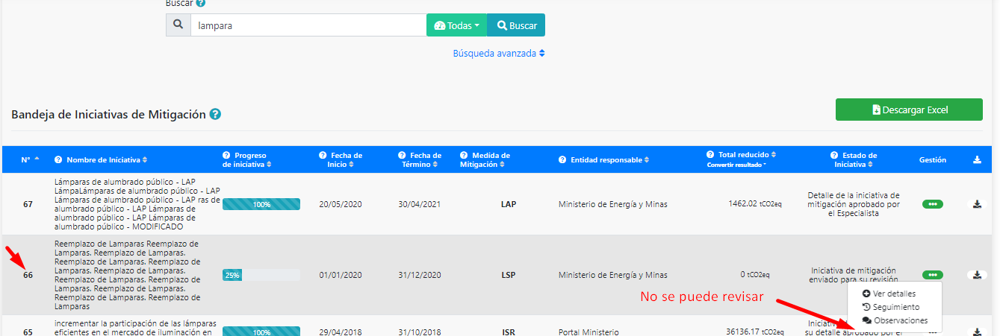 Buscar
lampara
Todas
Buscar
Búsqueda avanzada
Bandeja de Iniciativas de Mitigación
Descargar Excel
N° Nombre de Iniciativa Progreso de iniciativa Fecha de Inicio Fecha de Término Medida de Mitigación Entidad responsable Total reducido Convertir resultado Estado de Iniciativa Gestión
67
Lámparas de alumbrado público - LAP
LámpaLámparas de alumbrado público - LAP
Lámparas de alumbrado público - LAP ras de
alumbrado público - LAP Lámparas de
alumbrado público - LAP Lámparas de
alumbrado público - MODIFICADO
100%
20/05/2020
30/04/2021
LAP
Ministerio de Energía y Minas
1462.02 tCO2eq
Detalle de la iniciativa de
mitigación aprobado por
el Especialista
66
Reemplazo de Lamparas Reemplazo de
Lamparas. Reemplazo de Lamparas.
Reemplazo de Lamparas. Reemplazo de
Lamparas. Reemplazo de Lamparas.
Reemplazo de Lamparas. Reemplazo de
Lamparas. Reemplazo de Lamparas.
Reemplazo de Lamparas. Reemplazo de
Lamparas
25%
01/01/2020
31/12/2020
LSP
Ministerio de Energía y Minas
0 tCO2eq
Iniciativa de mitigación
enviado para su revisión
Ver detalles
Seguimiento
Observaciones
No se puede revisar
65
incrementar la participación de las lámparas
eficientes en el mercado de iluminación en
100%
29/04/2018
31/10/2018
ISR
Portal Ministerio
36136.17 tCO2eq
su detalle aprobado por el